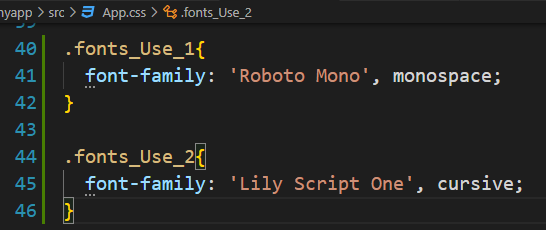 nyapp > src > App.css > .fonts_Use_2
40 .fonts_Use_1{
41 font-family: 'Roboto Mono', monospace;
42 }
43
44 .fonts_Use_2{
45 font-family: 'Lily Script One', cursive;
46 }